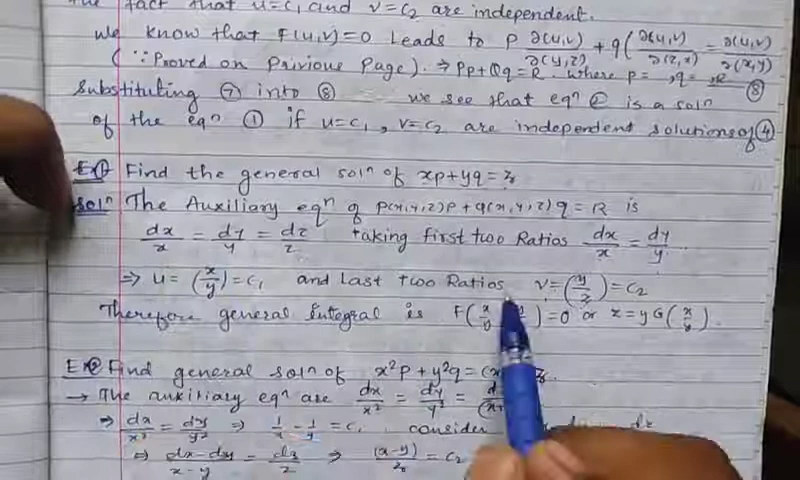 The fact that u=c₁ and v=c₂ are independent.
We know that F(u,v)=0 leads to p ∂(u,v)/∂(y,z) + q(∂(u,v)/∂(z,x) = ∂(u,v)/∂(x,y)
(∵ Proved on Privious Page). ⇒ Pp+Qq=R. where P= ,q= ,R ⑧
Substituting ⑦ into ⑧ we see that eqⁿ ② is a solⁿ
of the eqⁿ ① if u=c₁, v=c₂ are independent solutions of ④
Ex① Find the general solⁿ of xp+yq=z
Solⁿ The Auxiliary eqⁿ of P(x,y,z)p+q(x,y,z)q=R is
dx/x = dy/y = dz/z taking first two Ratios dx/x = dy/y
⇒ u=(x/y)=c₁ and Last two Ratios v=(y/z)=c₂
Therefore general Integral is F(x/y )=0 or z=yG(x/y).
Ex② Find general solⁿ of x²p+y²q=(x z.
→ The auxiliary eqⁿ are dx/x² = dy/y² =
⇒ dx/x² = dy/y² ⇒ 1/x - 1/y = c₁ consider
⇒ dx-dy/x-y = dz/z ⇒ (x-y)/z = c₂